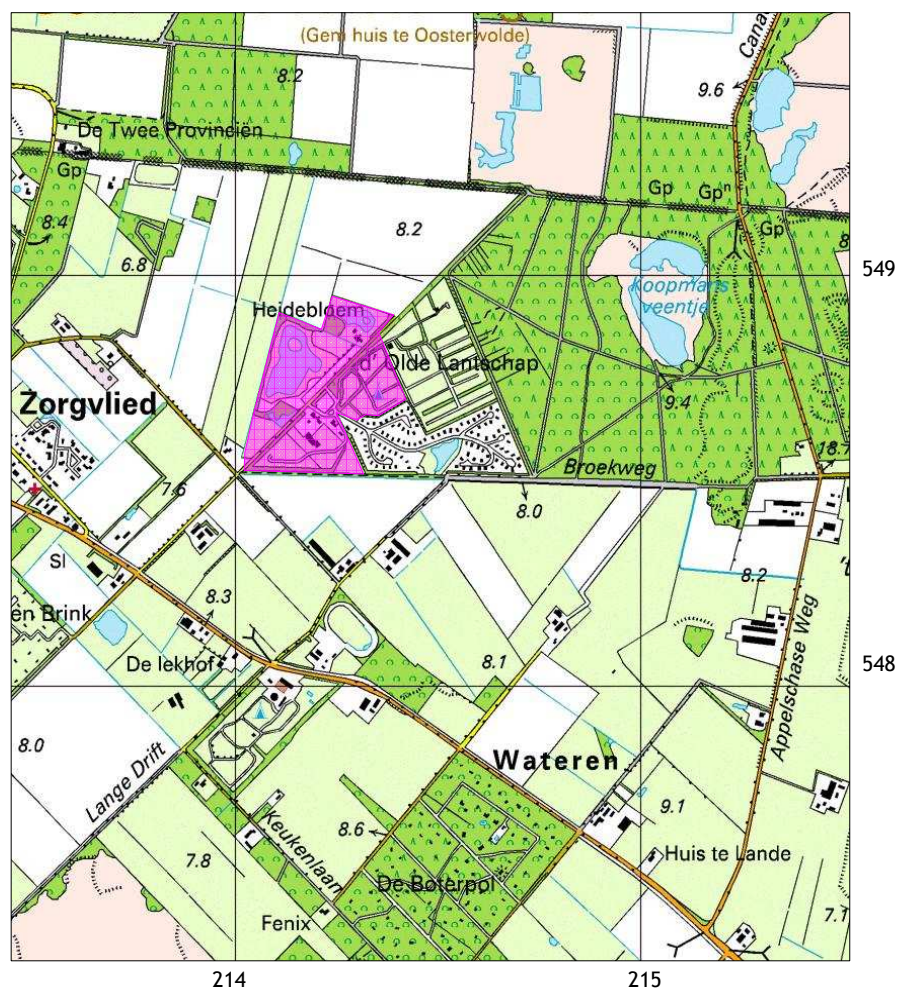 (Gem huis te Oosterwolde)
Cana
8.2
9.6
De Twee Provinciën
Gp
Gp
Gpⁿ
8.4
8.2
Gp
8
6.8
549
Koopmans
veentje
Heidebloem
d' Olde Lantschap
Zorgvlied
9.4
18.7
Broekweg
7.6
8.0
Sl
8.2
't
8.3
en Brink
De Iekhof
8.1
548
Appelschase Weg
8.0
Wateren
Lange Drift
9.1
8.6
Keukenlaan
7.8
Huis te Lande
De Boterpol
Fenix
7.1
214
215